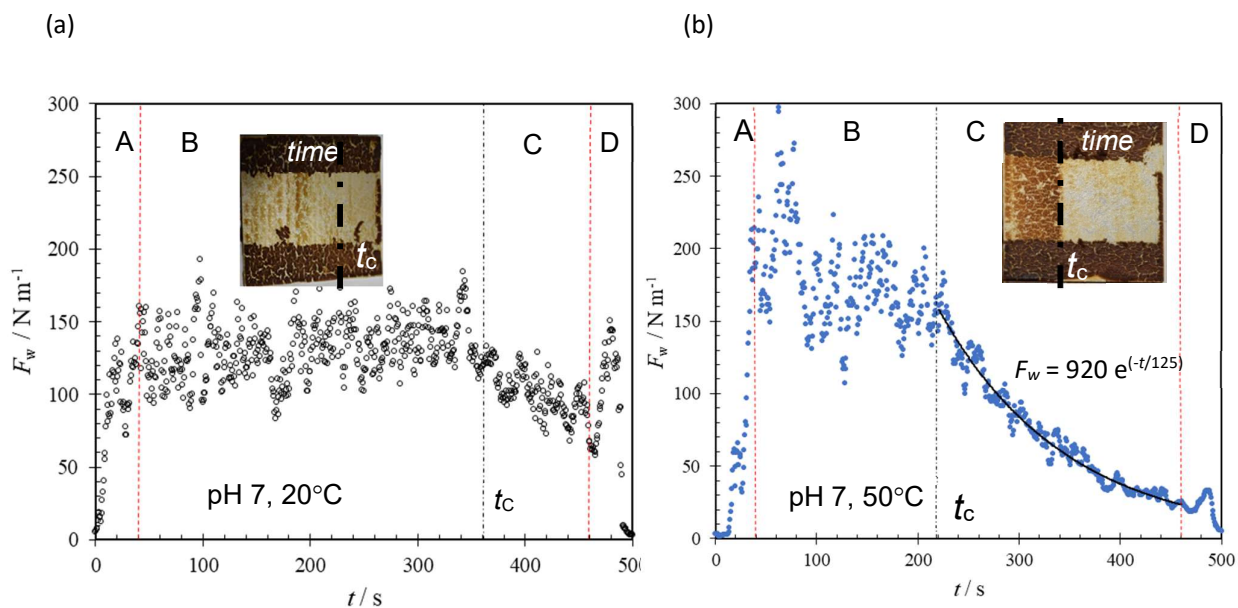 (a)
300
250
200
150
100
50
0
F_w / N m⁻¹
A
B
C
D
time
t_C
pH 7, 20°C
t_C
0
100
200
300
400
500
t / s
(b)
300
250
200
150
100
50
0
F_w / N m⁻¹
A
B
C
D
time
t_C
F_w = 920 e^(-t/125)
pH 7, 50°C
t_C
0
100
200
300
400
500
t / s